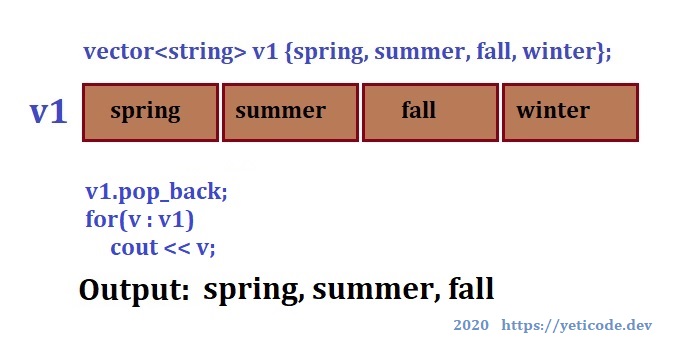 vector<string> v1 {spring, summer, fall, winter};
v1 spring summer fall winter
v1.pop_back;
for(v : v1)
cout << v;
Output: spring, summer, fall
2020 https://yeticode.dev